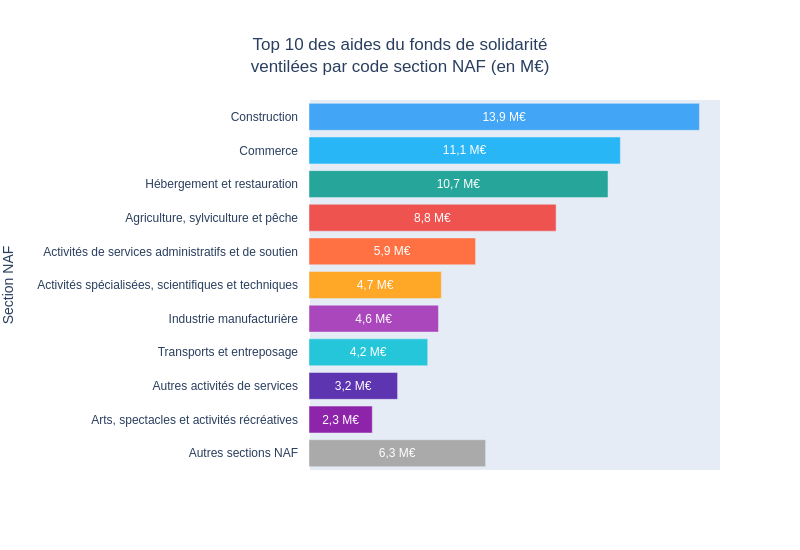 Top 10 des aides du fonds de solidarité
ventilées par code section NAF (en M€)
Section NAF
Construction 13,9 M€
Commerce 11,1 M€
Hébergement et restauration 10,7 M€
Agriculture, sylviculture et pêche 8,8 M€
Activités de services administratifs et de soutien 5,9 M€
Activités spécialisées, scientifiques et techniques 4,7 M€
Industrie manufacturière 4,6 M€
Transports et entreposage 4,2 M€
Autres activités de services 3,2 M€
Arts, spectacles et activités récréatives 2,3 M€
Autres sections NAF 6,3 M€